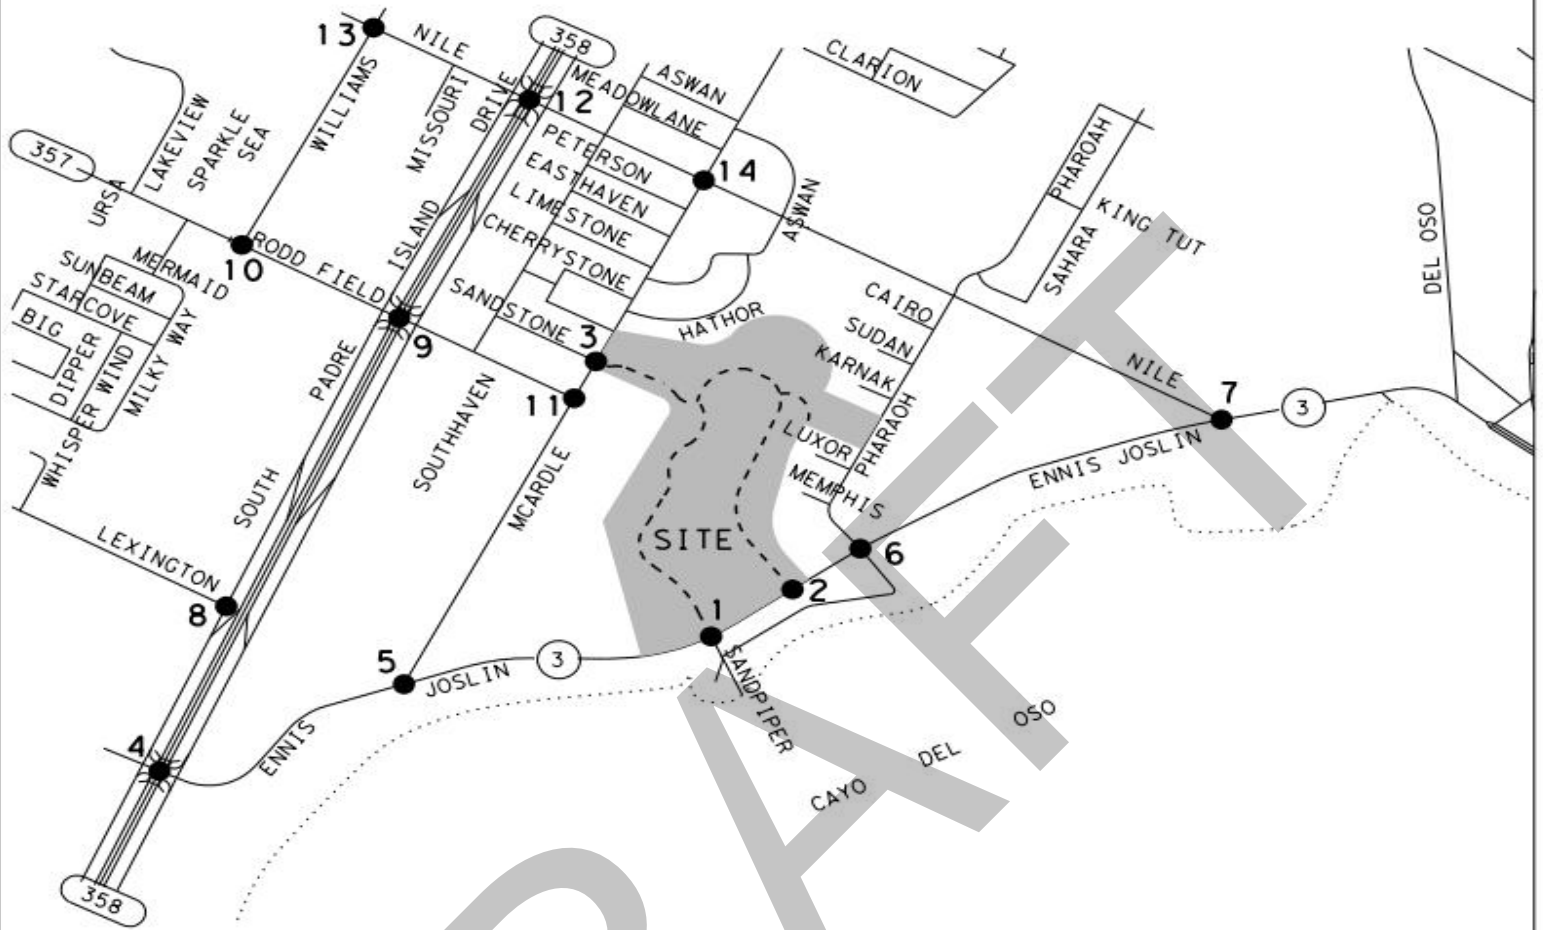 13
NILE
358
CLARION
MEADOWLANE
ASWAN
WILLIAMS
MISSOURI
DRIVE
12
LAKEVIEW
SPARKLE
SEA
357
URSA
PETERSON
14
EASTHAVEN
LIMESTONE
CHERRYSTONE
ASWAN
PHAROAH
KING TUT
SAHARA
DEL OSO
10
RODD FIELD
ISLAND
MERMAID
SUNBEAM
STARCOVE
BIG
DIPPER
WHISPER WIND
MILKY WAY
9
PADRE
SOUTH
SANDSTONE
3
HATHOR
CAIRO
SUDAN
KARNAK
LUXOR
MEMPHIS
PHARAOH
NILE
7
3
11
SOUTHHAVEN
MCARDLE
ENNIS JOSLIN
LEXINGTON
8
SITE
6
2
1
5
JOSLIN
3
SANDPIPER
ENNIS
4
CAYO
DEL
OSO
358
DRAFT